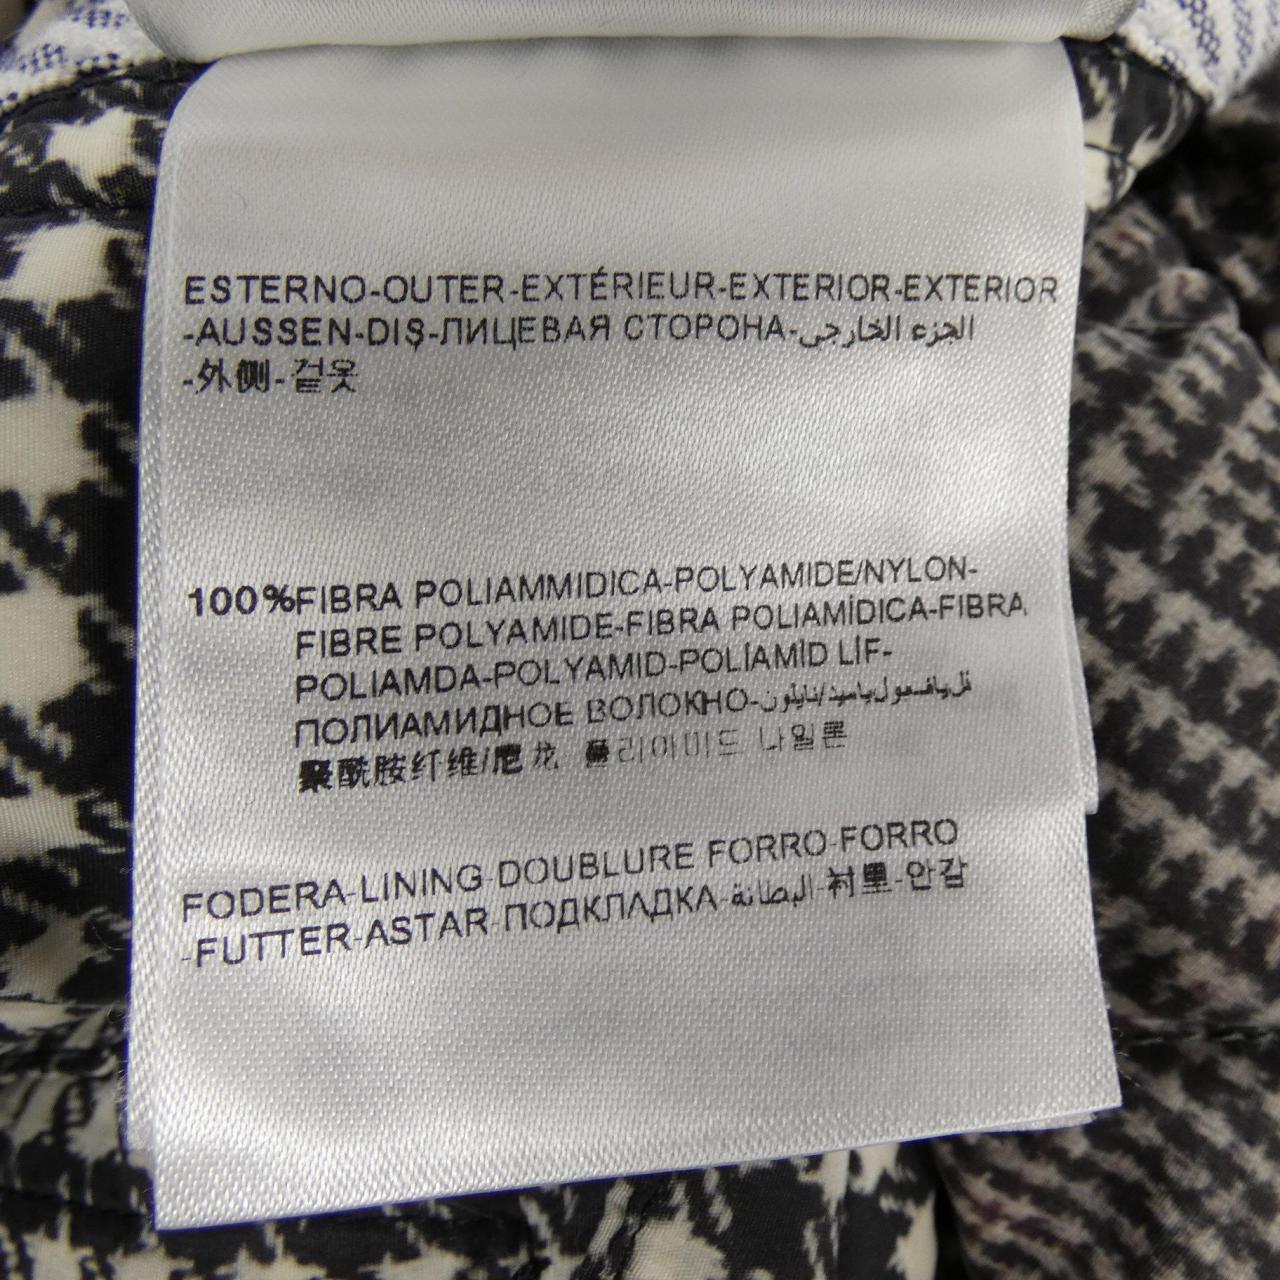 ESTERNO-OUTER-EXTÉRIEUR-EXTERIOR-EXTERIOR
-AUSSEN-DIŞ-ЛИЦЕВАЯ СТОРОНА-الجزء الخارجي
-外侧-겉옷
100%FIBRA POLIAMMIDICA-POLYAMIDE/NYLON-
FIBRE POLYAMIDE-FIBRA POLIAMÍDICA-FIBRA
POLIAMDA-POLYAMID-POLİAMİD LİF-
ПОЛИАМИДНОЕ ВОЛОКНО-
聚酰胺纤维/尼龙 폴리아미드 나일론
FODERA-LINING-DOUBLURE FORRO-FORRO
-FUTTER-ASTAR-ПОДКЛАДКА-البطانة-衬里-안감